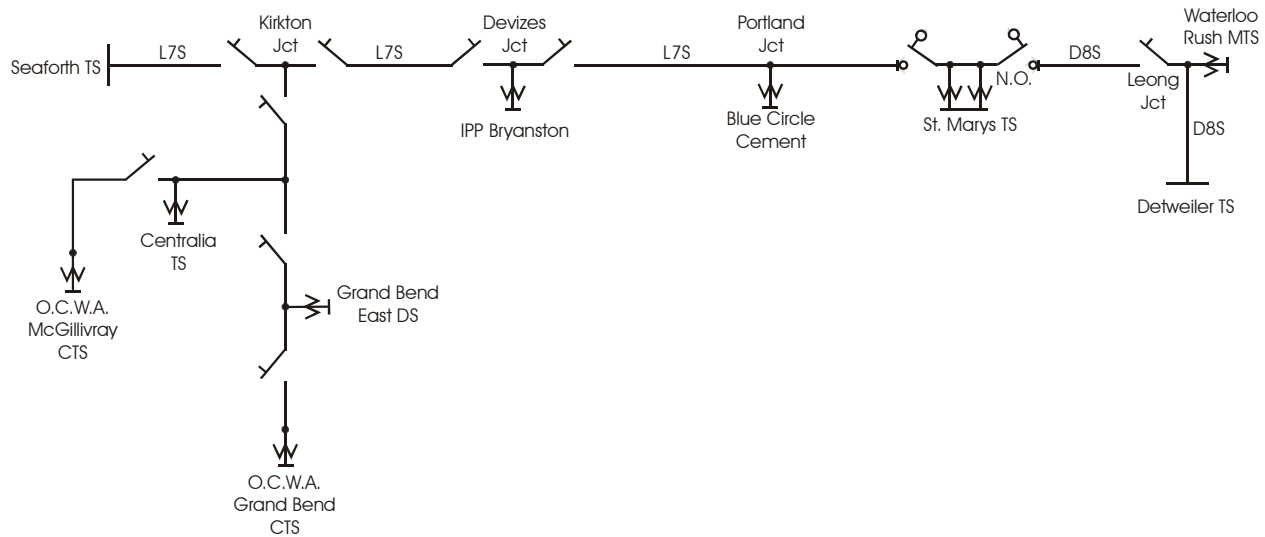 Kirkton
Jct
Devizes
Jct
Portland
Jct
Waterloo
Rush MTS
Seaforth TS
L7S
L7S
L7S
N.O.
D8S
Leong
Jct
IPP Bryanston
Blue Circle
Cement
St. Marys TS
D8S
Detweiler TS
Centralia
TS
O.C.W.A.
McGillivray
CTS
Grand Bend
East DS
O.C.W.A.
Grand Bend
CTS